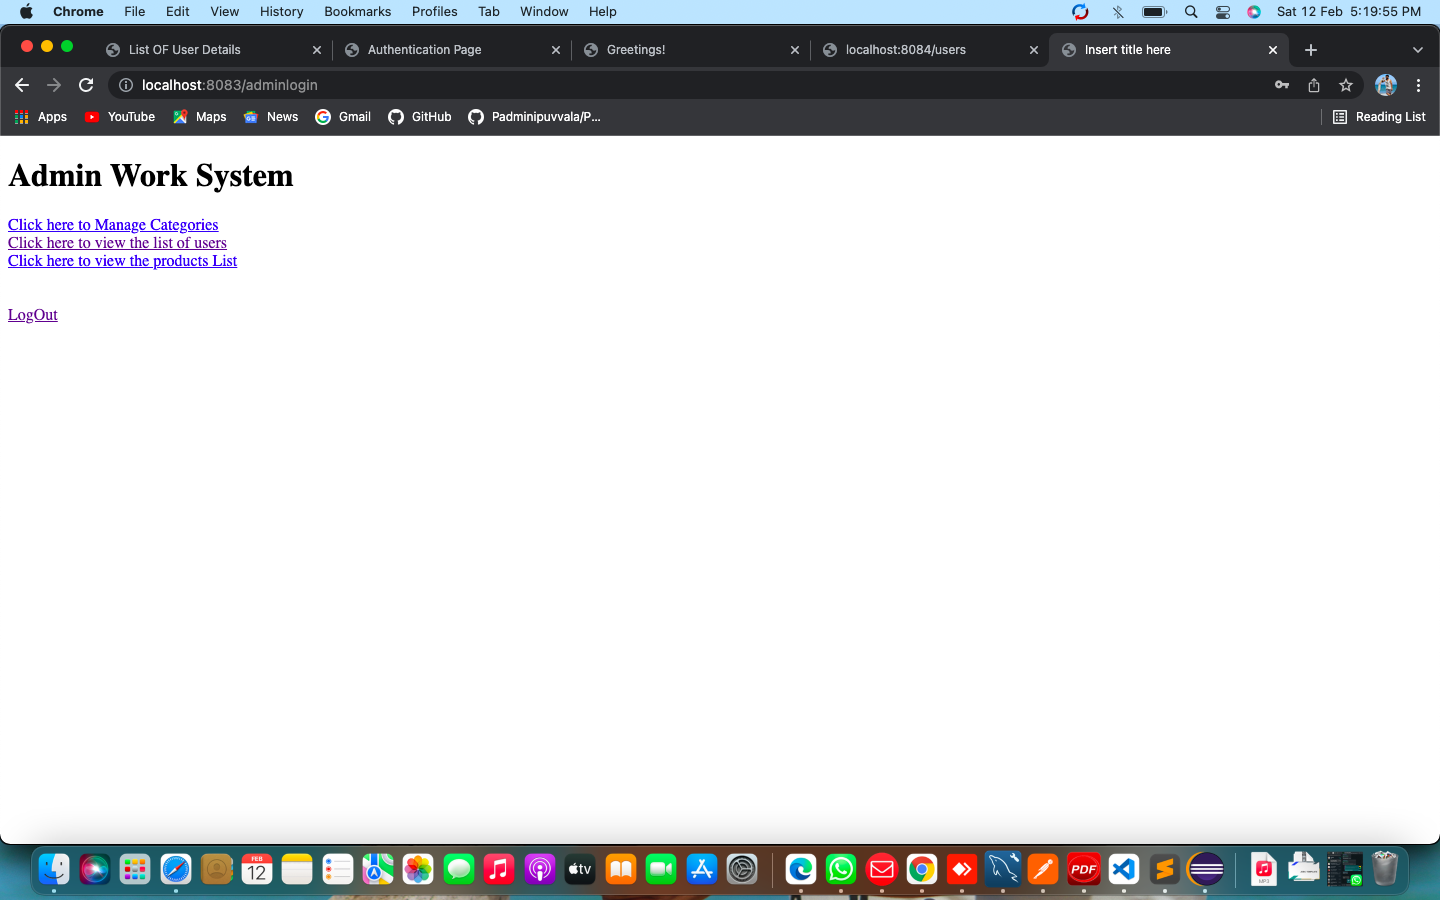 Chrome File Edit View History Bookmarks Profiles Tab Window Help Sat 12 Feb 5:19:55 PM
List OF User Details Authentication Page Greetings! localhost:8084/users Insert title here
localhost:8083/adminlogin
Apps YouTube Maps News Gmail GitHub Padminipuvvala/P... Reading List
Admin Work System
Click here to Manage Categories
Click here to view the list of users
Click here to view the products List
LogOut
FEB
12
tv
PDF
MP3